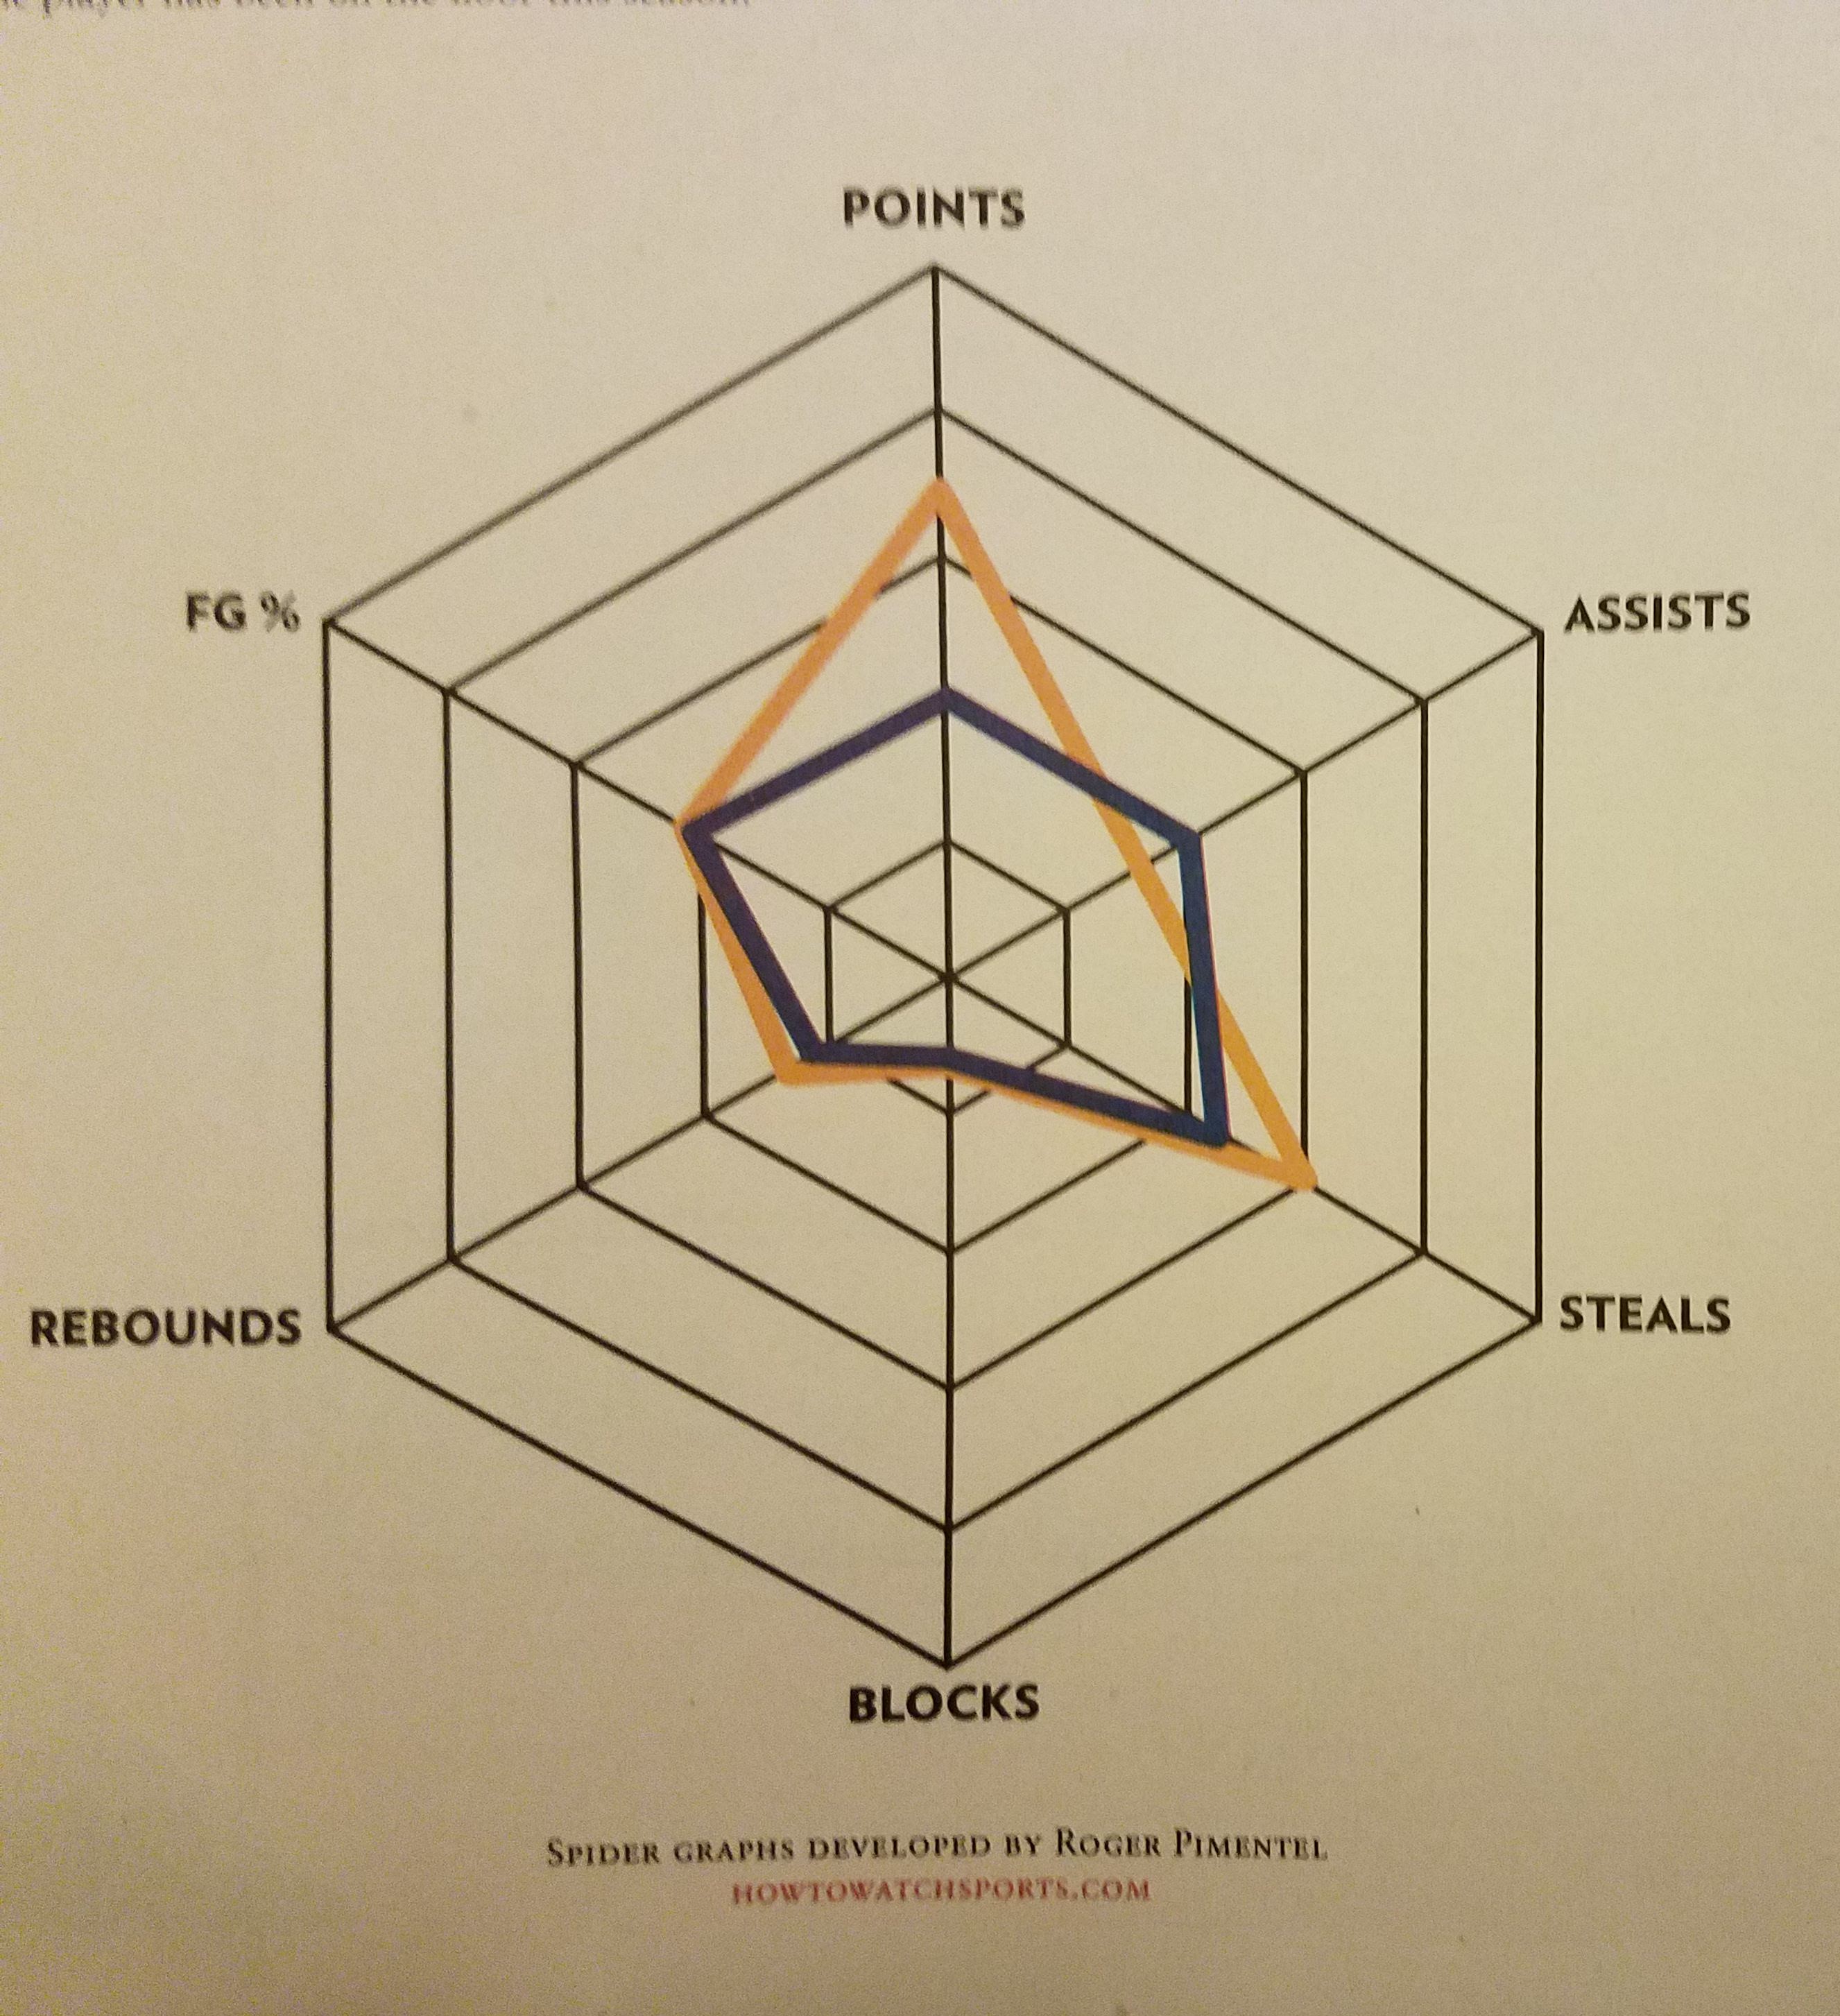 player has been on the floor this season.
POINTS
FG %
ASSISTS
REBOUNDS
STEALS
BLOCKS
SPIDER GRAPHS DEVELOPED BY ROGER PIMENTEL
HOWTOWATCHSPORTS.COM